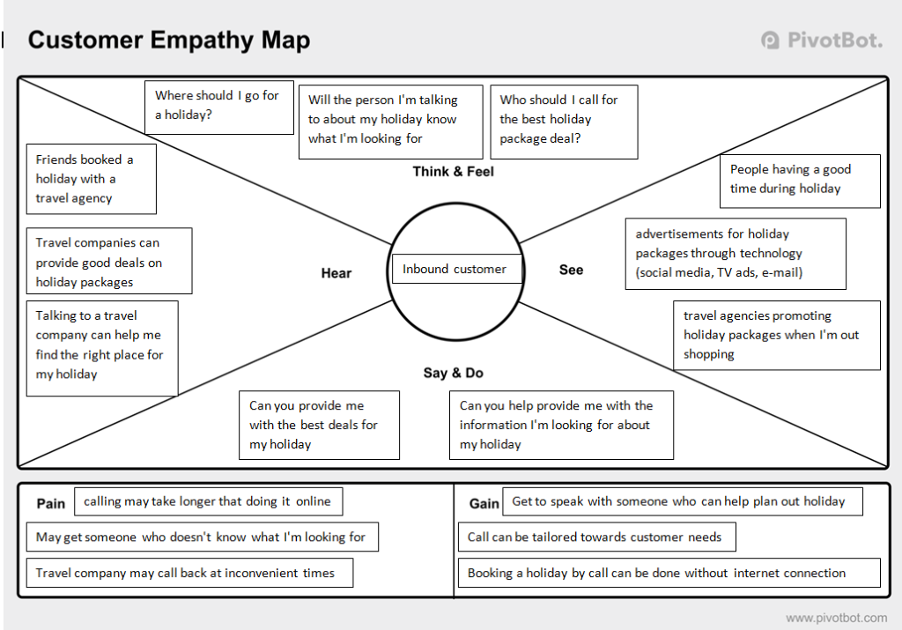 Customer Empathy Map
PivotBot.
Where should I go for
a holiday?
Will the person I'm talking
to about my holiday know
what I'm looking for
Who should I call for
the best holiday
package deal?
Think & Feel
Friends booked a
holiday with a
travel agency
Travel companies can
provide good deals on
holiday packages
Talking to a travel
company can help me
find the right place for
my holiday
Hear
Inbound customer
See
People having a good
time during holiday
advertisements for holiday
packages through technology
(social media, TV ads, e-mail)
travel agencies promoting
holiday packages when I'm out
shopping
Say & Do
Can you provide me
with the best deals for
my holiday
Can you help provide me with the
information I'm looking for about
my holiday
Pain
calling may take longer that doing it online
May get someone who doesn't know what I'm looking for
Travel company may call back at inconvenient times
Gain
Get to speak with someone who can help plan out holiday
Call can be tailored towards customer needs
Booking a holiday by call can be done without internet connection
www.pivotbot.com